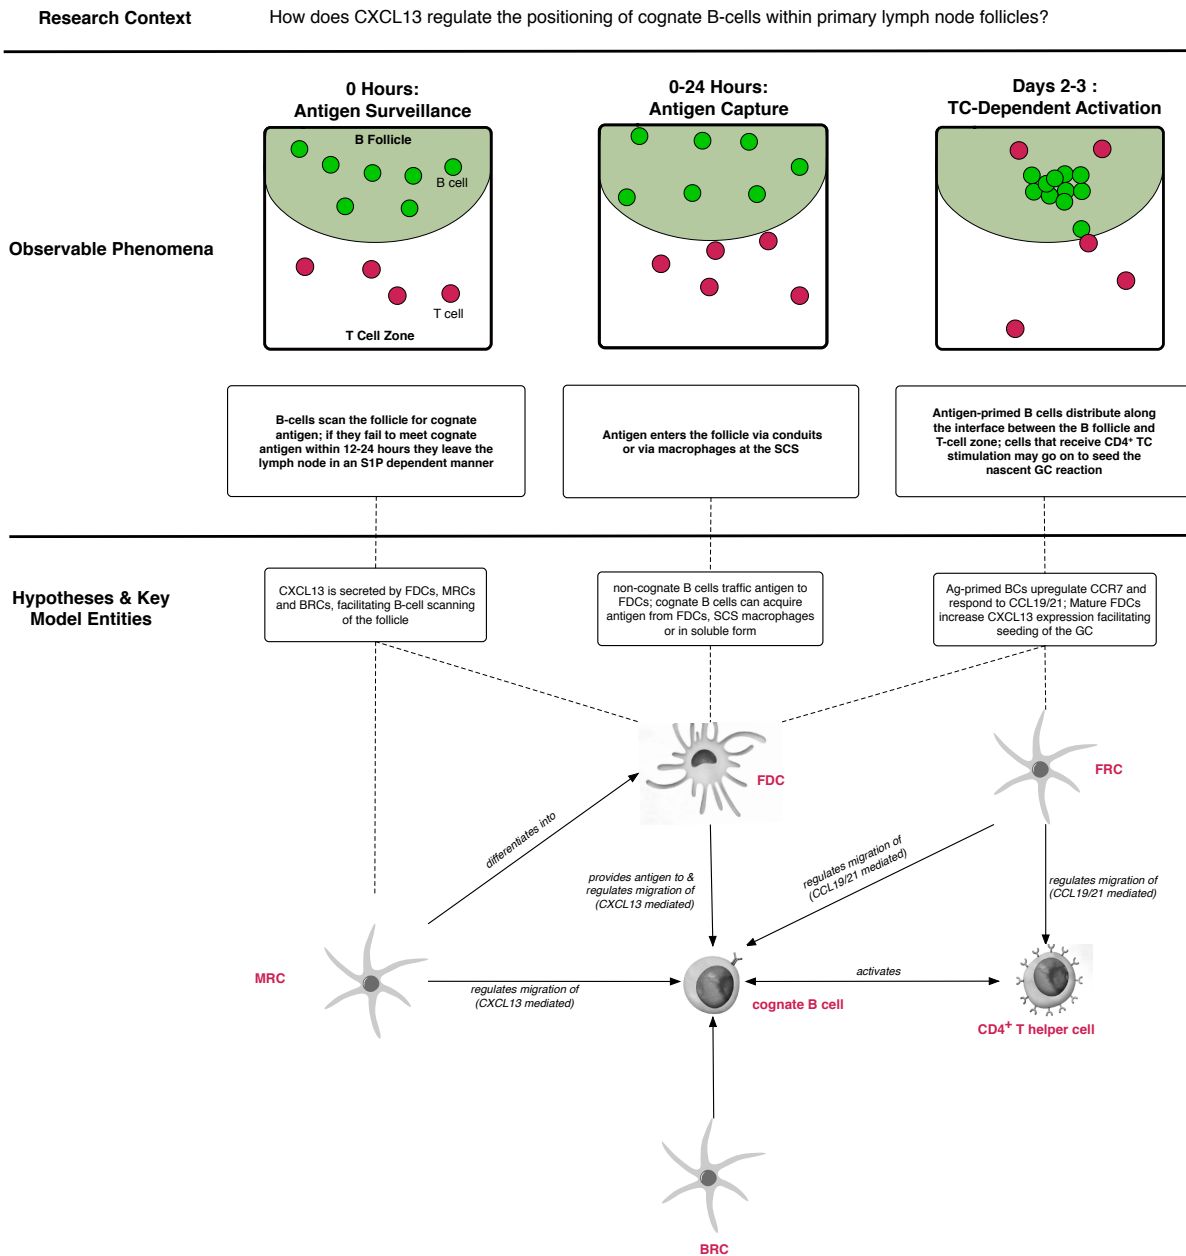 Research Context
How does CXCL13 regulate the positioning of cognate B-cells within primary lymph node follicles?
Observable Phenomena
0 Hours:
Antigen Surveillance
B Follicle
B cell
T cell
T Cell Zone
0-24 Hours:
Antigen Capture
Days 2-3 :
TC-Dependent Activation
B-cells scan the follicle for cognate
antigen; if they fail to meet cognate
antigen within 12-24 hours they leave the
lymph node in an S1P dependent manner
Antigen enters the follicle via conduits
or via macrophages at the SCS
Antigen-primed B cells distribute along
the interface between the B follicle and
T-cell zone; cells that receive CD4⁺ TC
stimulation may go on to seed the
nascent GC reaction
Hypotheses & Key
Model Entities
CXCL13 is secreted by FDCs, MRCs
and BRCs, facilitating B-cell scanning
of the follicle
non-cognate B cells traffic antigen to
FDCs; cognate B cells can acquire
antigen from FDCs, SCS macrophages
or in soluble form
Ag-primed BCs upregulate CCR7 and
respond to CCL19/21; Mature FDCs
increase CXCL13 expression facilitating
seeding of the GC
FDC
FRC
differentiates into
provides antigen to &
regulates migration of
(CXCL13 mediated)
regulates migration of
(CCL19/21 mediated)
regulates migration of
(CCL19/21 mediated)
MRC
regulates migration of
(CXCL13 mediated)
activates
cognate B cell
CD4⁺ T helper cell
BRC